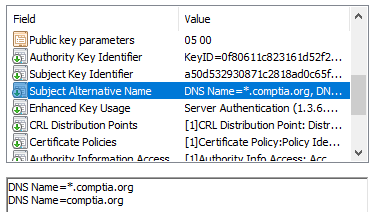 Field Value
Public key parameters 05 00
Authority Key Identifier KeyID=0f80611c823161d52f2...
Subject Key Identifier a50d532930871c2818ad0c65f...
Subject Alternative Name DNS Name=*.comptia.org, DN...
Enhanced Key Usage Server Authentication (1.3.6....
CRL Distribution Points [1]CRL Distribution Point: Distr...
Certificate Policies [1]Certificate Policy:Policy Ide...
Authority Information Access [1]Authority Info Access: Acc...
DNS Name=*.comptia.org
DNS Name=comptia.org